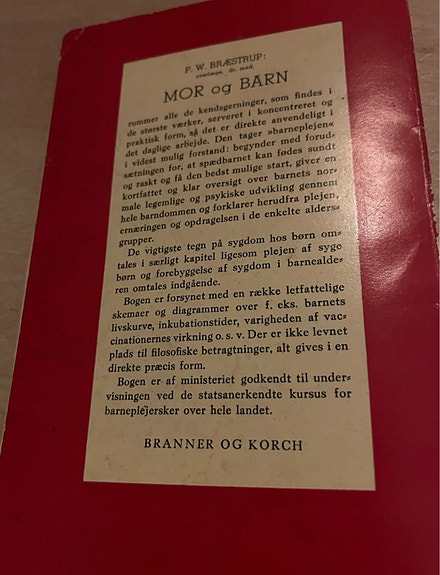 P. W. BRÆSTRUP:
overlæge, dr. med.
MOR og BARN
rummer alle de kendsgerninger, som findes i
de største værker, serveret i koncentreret og
praktisk form, så det er direkte anvendeligt i
det daglige arbejde. Den tager »barneplejen«
i videst mulig forstand: begynder med forud=
sætningen for, at spædbarnet kan fødes sundt
og raskt og få den bedst mulige start, giver en
kortfattet og klar oversigt over barnets nor=
male legemlige og psykiske udvikling gennem
hele barndommen og forklarer herudfra plejen,
ernæringen og opdragelsen i de enkelte alders=
grupper.
De vigtigste tegn på sygdom hos børn om=
tales i særligt kapitel ligesom plejen af syge
børn og forebyggelse af sygdom i barnealde=
ren omtales indgående.
Bogen er forsynet med en række letfattelige
skemaer og diagrammer over f. eks. barnets
livskurve, inkubationstider, varigheden af vac=
cinationernes virkning o. s. v. Der er ikke levnet
plads til filosofiske betragtninger, alt gives i en
direkte præcis form.
Bogen er af ministeriet godkendt til under=
visningen ved de statsanerkendte kursus for
barneplejersker over hele landet.
BRANNER OG KORCH